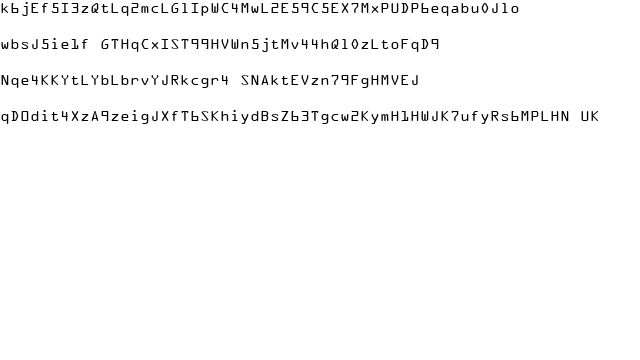 k6jEf5I3zQtLq2mcLG1IpWC4MwL2E59C5EX7MxPUDP6eqabu0J1o
wbsJ5ie1f GTHqCxIST99HVWn5jtMv44hQ10zLtoFqD9
Nqe4KKYtLYbLbrvYJRkcgr4 SNAktEVzn79FgHMVEJ
qD0dit4XzA9zeigJXfT6SKhiydBsZ63Tgcw2KymH1HWJK7ufyRs6MPLHN UK